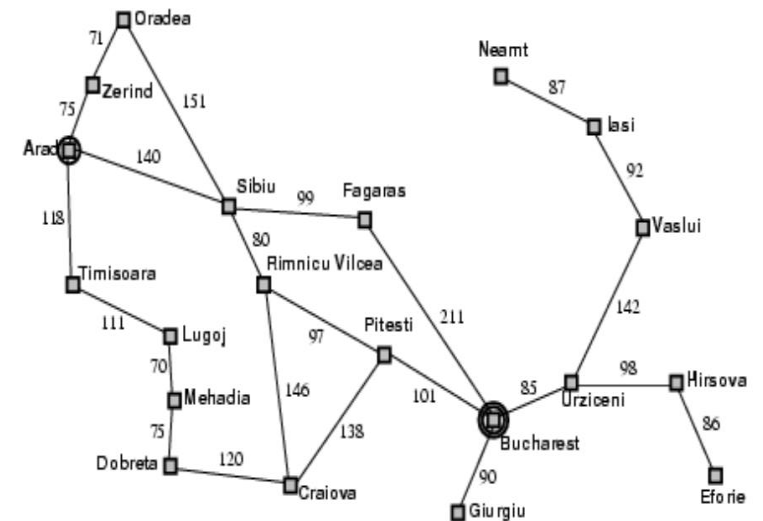 Oradea
71
Neamt
Zerind
87
75
151
Iasi
Arad
140
92
Sibiu
Fagaras
99
118
Vaslui
80
Timisoara
Rimnicu Vilcea
142
111
211
Pitesti
Lugoj
97
70
98
Hirsova
85
146
101
Urziceni
Mehadia
86
75
138
Bucharest
120
Dobreta
90
Craiova
Eforie
Giurgiu